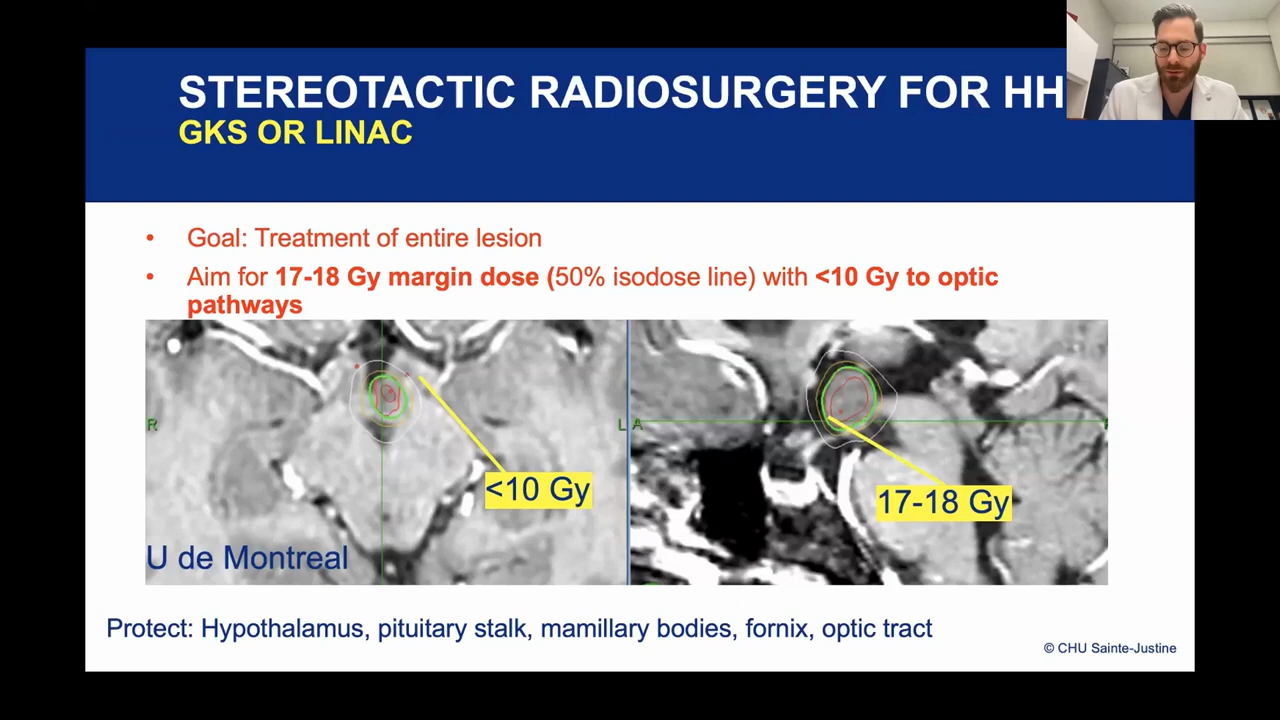 STEREOTACTIC RADIOSURGERY FOR HH
GKS OR LINAC
• Goal: Treatment of entire lesion
• Aim for 17-18 Gy margin dose (50% isodose line) with <10 Gy to optic
pathways
R
L A
<10 Gy
17-18 Gy
U de Montreal
Protect: Hypothalamus, pituitary stalk, mamillary bodies, fornix, optic tract
© CHU Sainte-Justine